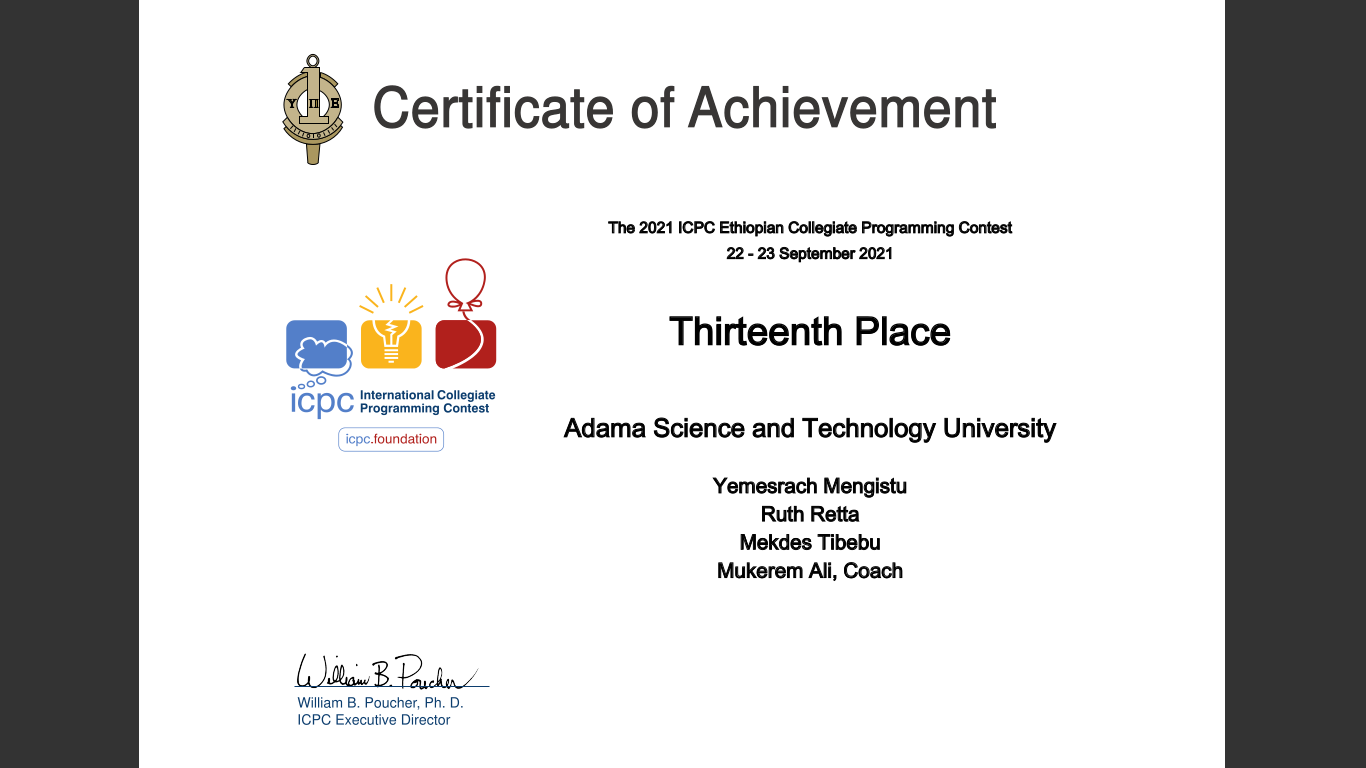 Certificate of Achievement
The 2021 ICPC Ethiopian Collegiate Programming Contest
22 - 23 September 2021
Thirteenth Place
Adama Science and Technology University
Yemesrach Mengistu
Ruth Retta
Mekdes Tibebu
Mukerem Ali, Coach
icpc International Collegiate
Programming Contest
icpc.foundation
William B. Poucher
William B. Poucher, Ph. D.
ICPC Executive Director